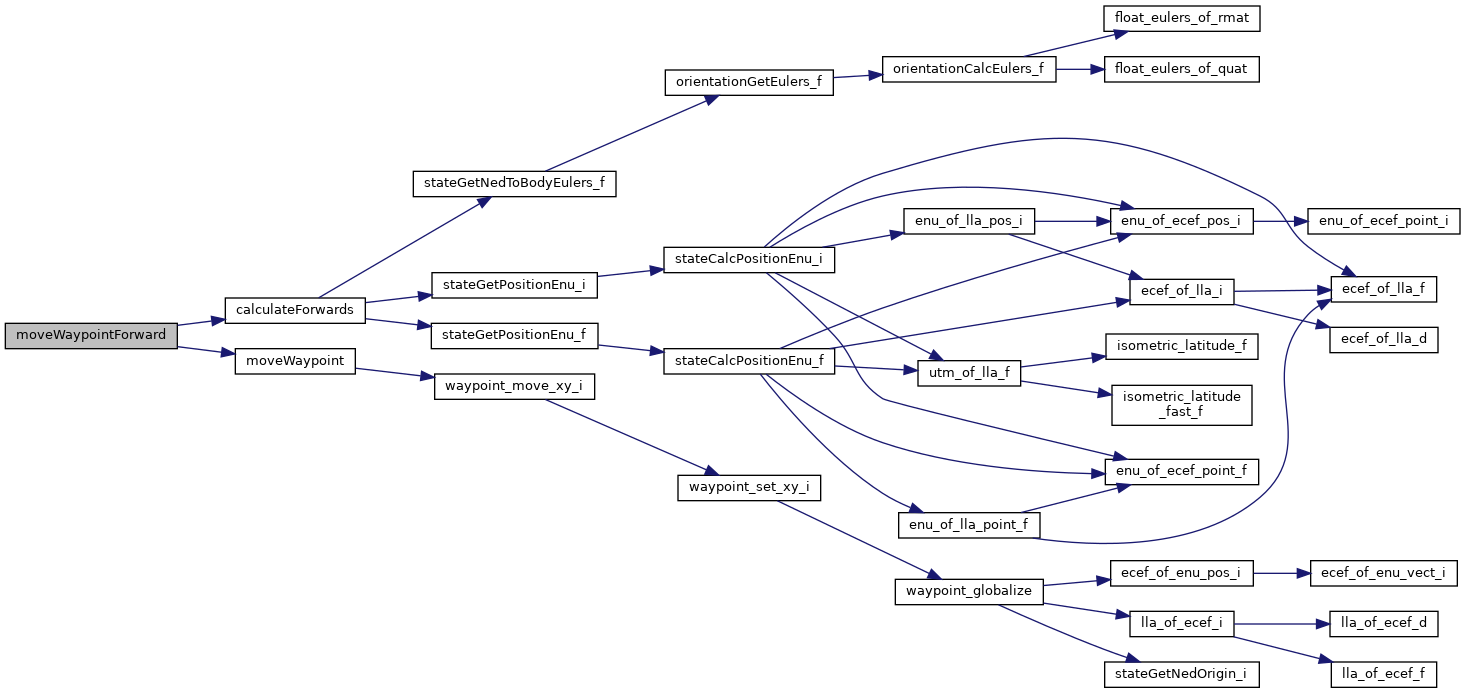 float_eulers_of_rmat
orientationGetEulers_f
orientationCalcEulers_f
float_eulers_of_quat
stateGetNedToBodyEulers_f
enu_of_lla_pos_i
enu_of_ecef_pos_i
enu_of_ecef_point_i
stateCalcPositionEnu_i
stateGetPositionEnu_i
ecef_of_lla_i
ecef_of_lla_f
calculateForwards
moveWaypointForward
stateGetPositionEnu_f
ecef_of_lla_d
isometric_latitude_f
moveWaypoint
stateCalcPositionEnu_f
utm_of_lla_f
waypoint_move_xy_i
isometric_latitude
_fast_f
enu_of_ecef_point_f
waypoint_set_xy_i
enu_of_lla_point_f
ecef_of_enu_pos_i
ecef_of_enu_vect_i
waypoint_globalize
lla_of_ecef_i
lla_of_ecef_d
stateGetNedOrigin_i
lla_of_ecef_f